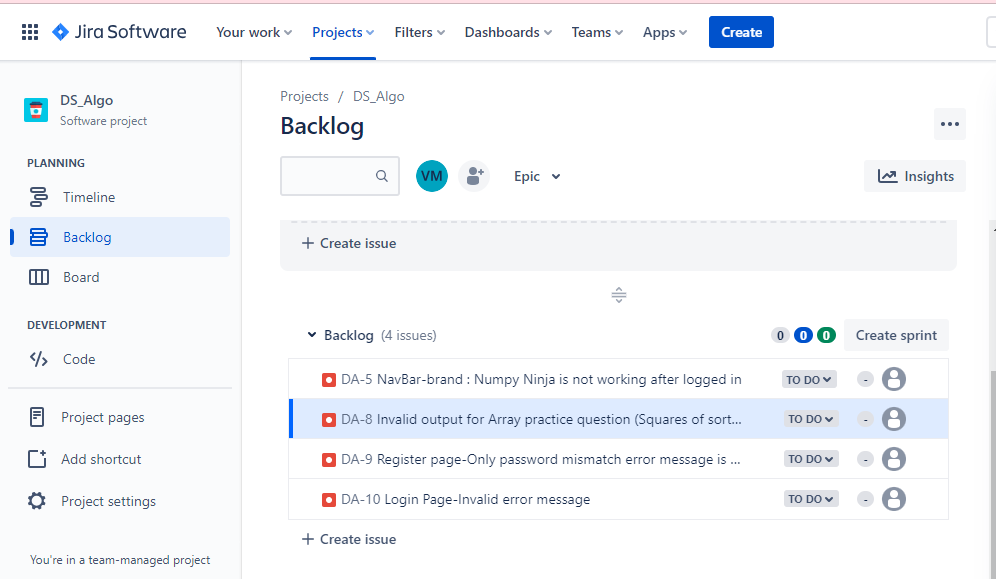 Jira Software Your work Projects Filters Dashboards Teams Apps Create
DS_Algo
Software project
PLANNING
Timeline
Backlog
Board
DEVELOPMENT
Code
Project pages
Add shortcut
Project settings
You're in a team-managed project
Projects / DS_Algo
Backlog
VM Epic Insights
+ Create issue
Backlog (4 issues) 0 0 0 Create sprint
DA-5 NavBar-brand : Numpy Ninja is not working after logged in TO DO -
DA-8 Invalid output for Array practice question (Squares of sort... TO DO -
DA-9 Register page-Only password mismatch error message is ... TO DO -
DA-10 Login Page-Invalid error message TO DO -
+ Create issue